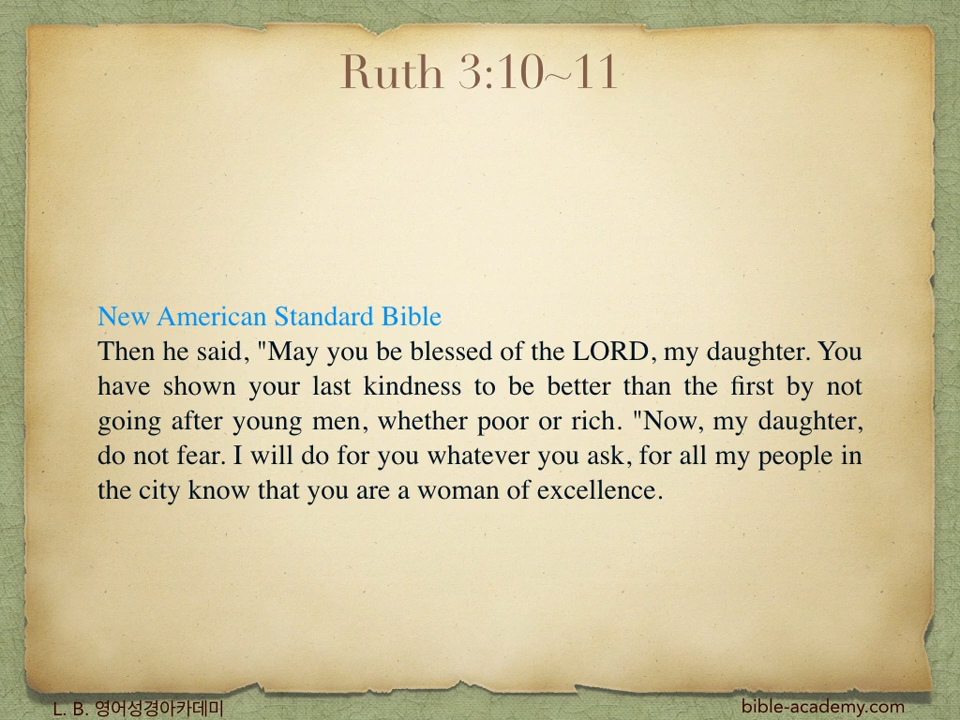 Ruth 3:10~11
New American Standard Bible
Then he said, "May you be blessed of the LORD, my daughter. You
have shown your last kindness to be better than the first by not
going after young men, whether poor or rich. "Now, my daughter,
do not fear. I will do for you whatever you ask, for all my people in
the city know that you are a woman of excellence.
L. B. 영어성경아카데미
bible-academy.com